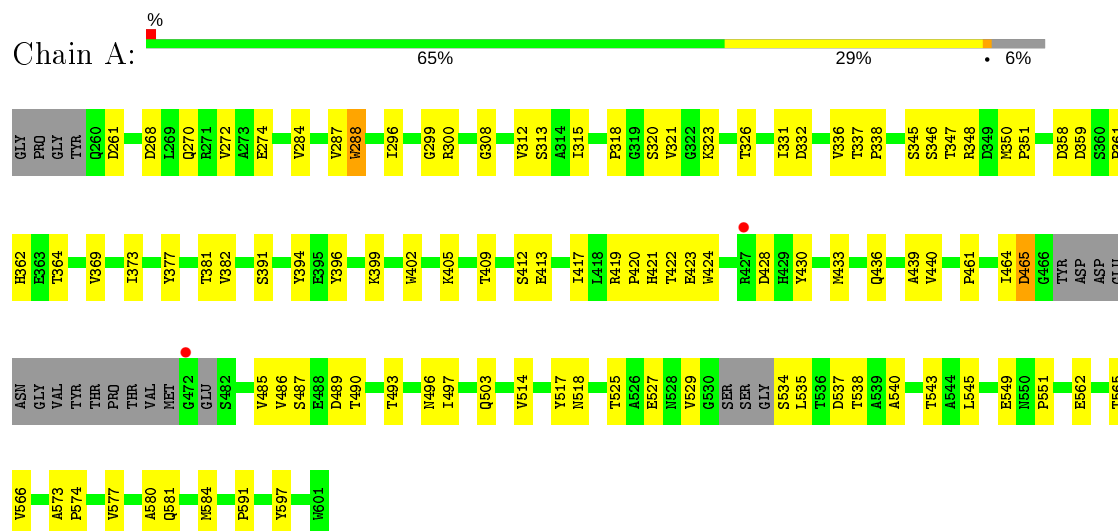 %
Chain A:
65% 29% • 6%
GLY PRO GLY TYR Q260 D261 D268 L269 Q270 R271 V272 A273 E274 V284 V287 W288 I296 G299 R300 G308 V312 S313 A314 I315 P318 G319 S320 V321 G322 K323 T326 I331 D332 V336 T337 P338 S345 S346 T347 R348 D349 M350 P351 D358 D359 S360 P361
H362 E363 T364 V369 I373 Y377 T381 V382 S391 Y394 E395 Y396 K399 W402 K405 T409 S412 E413 I417 L418 R419 P420 H421 T422 E423 W424 R427 D428 H429 Y430 M433 Q436 A439 V440 P461 I464 D465 G466 TYR ASP ASP GLU
ASN GLY VAL TYR THR PRO THR VAL MET G472 GLU S482 V485 V486 S487 E488 D489 T490 T493 N496 I497 Q503 V514 Y517 N518 T525 A526 E527 N528 V529 G530 SER SER GLY S534 L535 T536 D537 T538 A539 A540 T543 A544 L545 E549 N550 P551 E562 T565
V566 A573 P574 V577 A580 Q581 M584 P591 Y597 W601